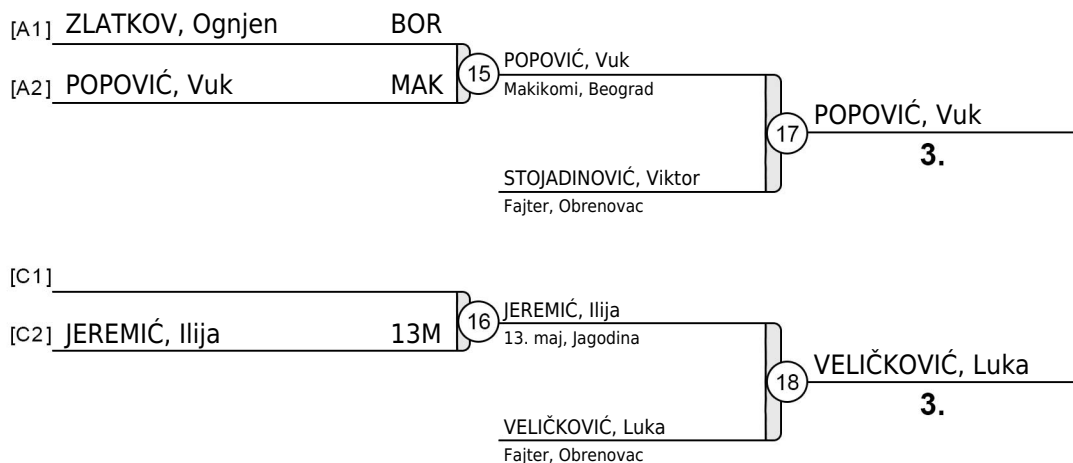 [A1] ZLATKOV, Ognjen BOR
[A2] POPOVIĆ, Vuk MAK
15
POPOVIĆ, Vuk
Makikomi, Beograd
17
POPOVIĆ, Vuk
3.
STOJADINOVIĆ, Viktor
Fajter, Obrenovac
[C1]
[C2] JEREMIĆ, Ilija 13M
16
JEREMIĆ, Ilija
13. maj, Jagodina
18
VELIČKOVIĆ, Luka
3.
VELIČKOVIĆ, Luka
Fajter, Obrenovac